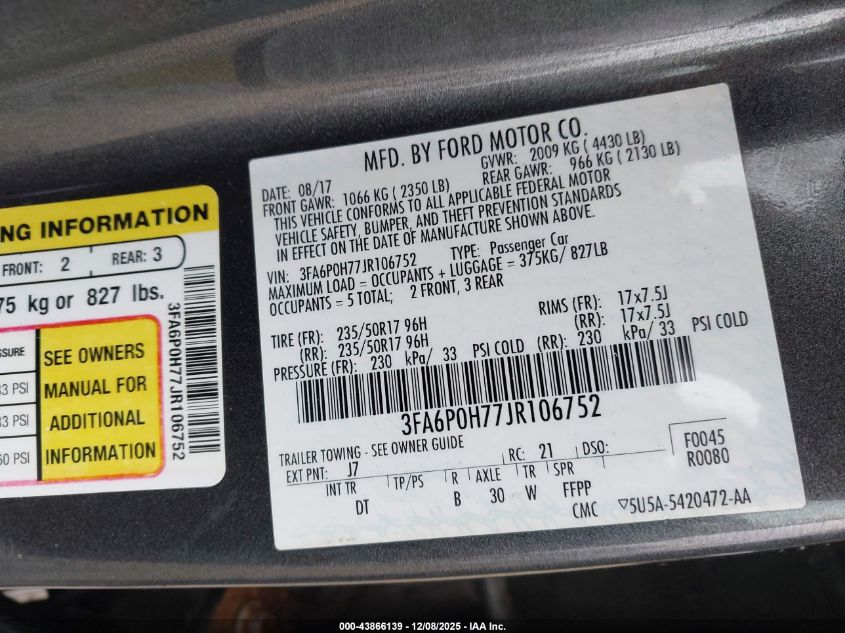 NG INFORMATION
FRONT: 2
REAR: 3
75 kg or 827 lbs.
SSURE
33 PSI
33 PSI
60 PSI
SEE OWNERS
MANUAL FOR
ADDITIONAL
INFORMATION
3FA6P0H77JR106752
MFD. BY FORD MOTOR CO.
DATE: 08/17 GVWR: 2009 KG ( 4430 LB)
FRONT GAWR: 1066 KG ( 2350 LB) REAR GAWR: 966 KG ( 2130 LB)
THIS VEHICLE CONFORMS TO ALL APPLICABLE FEDERAL MOTOR
VEHICLE SAFETY, BUMPER, AND THEFT PREVENTION STANDARDS
IN EFFECT ON THE DATE OF MANUFACTURE SHOWN ABOVE.
VIN: 3FA6P0H77JR106752 TYPE: Passenger Car
MAXIMUM LOAD = OCCUPANTS + LUGGAGE = 375KG/ 827LB
OCCUPANTS = 5 TOTAL; 2 FRONT, 3 REAR
TIRE (FR): 235/50R17 96H RIMS (FR): 17x7.5J
(RR): 235/50R17 96H (RR): 17x7.5J
PRESSURE (FR): 230 kPa/ 33 PSI COLD (RR): 230 kPa/ 33 PSI COLD
3FA6P0H77JR106752
TRAILER TOWING - SEE OWNER GUIDE
EXT PNT: J7 RC: 21 DSO: F0045
R0080
INT TR TP/PS R AXLE TR SPR
DT B 30 W FFPP
CMC ▽5U5A-5420472-AA
000-43866139 - 12/08/2025 - IAA Inc.